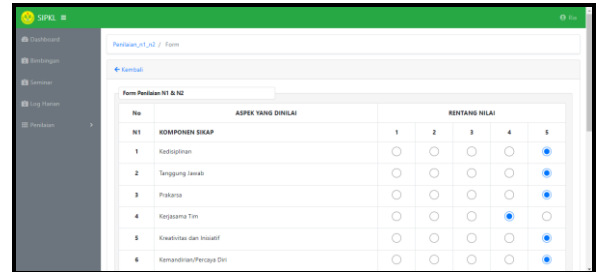 SIPKL
Dashboard
Bimbingan
Seminar
Log Harian
Penilaian
Penilaian_n1_n2 / Form
Kembali
Form Penilaian N1 & N2
No ASPEK YANG DINILAI RENTANG NILAI
N1 KOMPONEN SIKAP 1 2 3 4 5
1 Kedisiplinan
2 Tanggung Jawab
3 Prakarsa
4 Kerjasama Tim
5 Kreativitas dan Inisiatif
6 Kemandirian/Percaya Diri